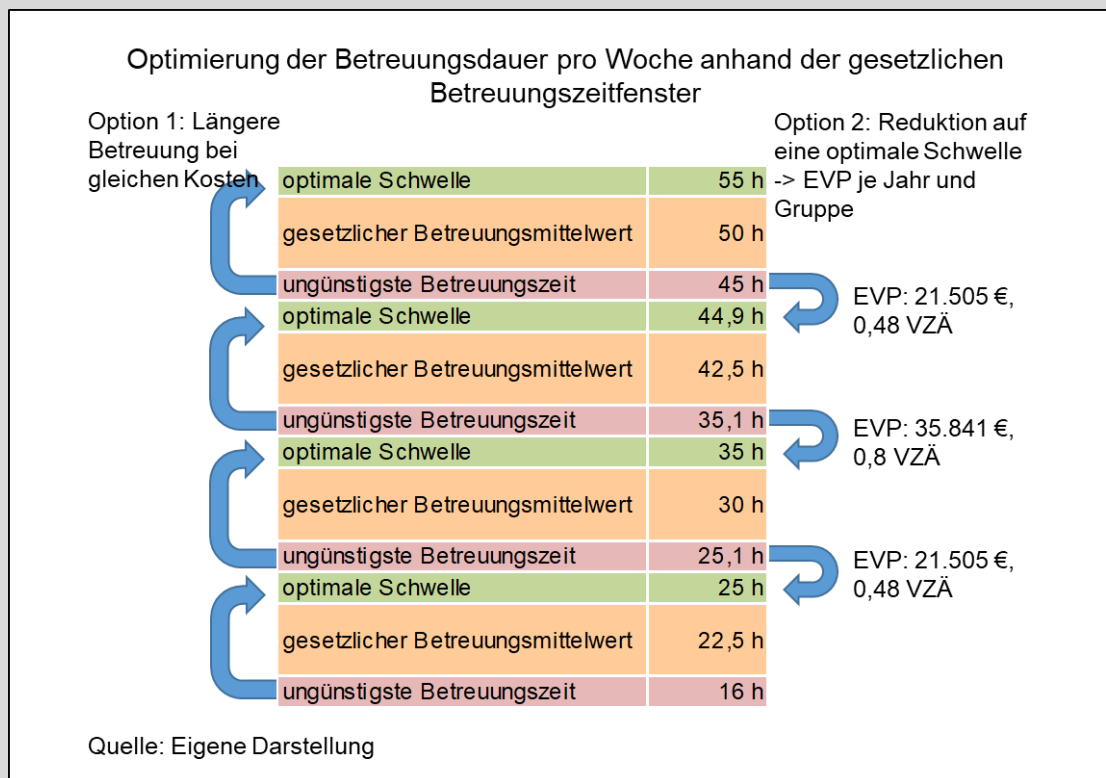 Optimierung der Betreuungsdauer pro Woche anhand der gesetzlichen
Betreuungszeitfenster
Option 1: Längere
Betreuung bei
gleichen Kosten
Option 2: Reduktion auf
eine optimale Schwelle
-> EVP je Jahr und
Gruppe
optimale Schwelle 55 h
gesetzlicher Betreuungsmittelwert 50 h
ungünstigste Betreuungszeit 45 h
optimale Schwelle 44,9 h
gesetzlicher Betreuungsmittelwert 42,5 h
ungünstigste Betreuungszeit 35,1 h
optimale Schwelle 35 h
gesetzlicher Betreuungsmittelwert 30 h
ungünstigste Betreuungszeit 25,1 h
optimale Schwelle 25 h
gesetzlicher Betreuungsmittelwert 22,5 h
ungünstigste Betreuungszeit 16 h
EVP: 21.505 €,
0,48 VZÄ
EVP: 35.841 €,
0,8 VZÄ
EVP: 21.505 €,
0,48 VZÄ
Quelle: Eigene Darstellung